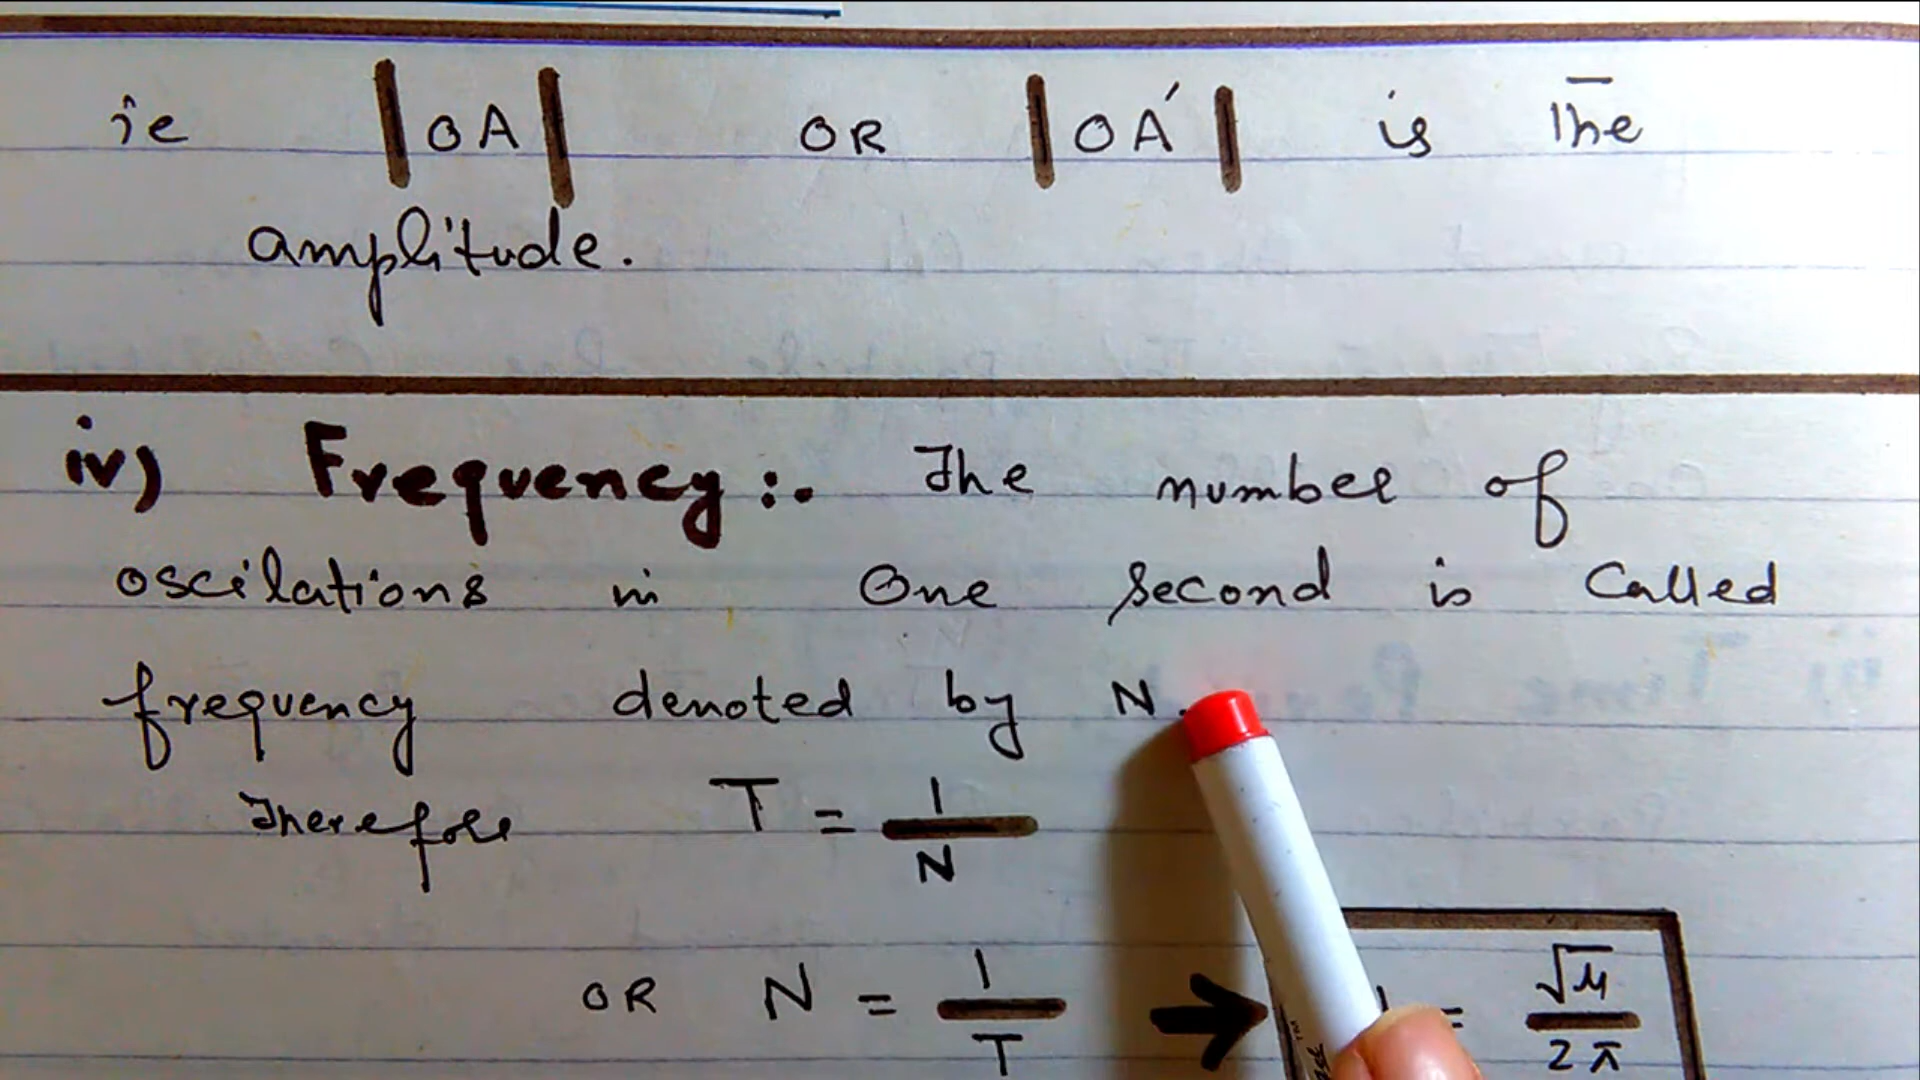 ie |OA| OR |OA'| is the
amplitude.
iv) Frequency:. The number of
oscilations in One second is Called
frequency denoted by N.
Therefore T = 1/N
OR N = 1/T → = √μ/2π